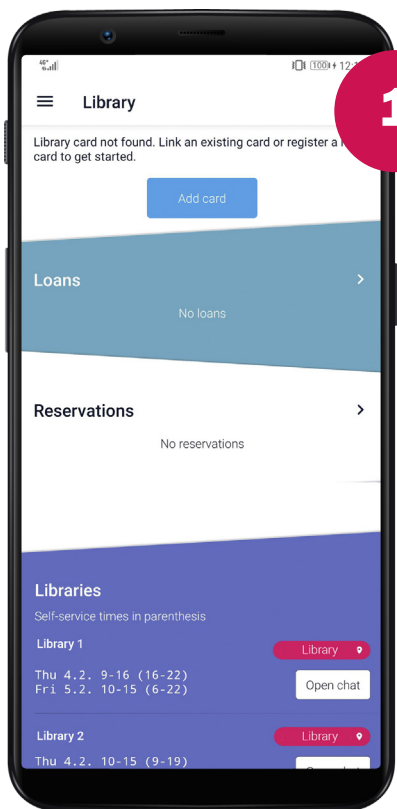 100
Library
1
Library card not found. Link an existing card or register a
card to get started.
Add card
Loans
No loans
Reservations
No reservations
Libraries
Self-service times in parenthesis
Library 1
Library
Thu 4.2. 9-16 (16-22)
Fri 5.2. 10-15 (6-22)
Open chat
Library 2
Library
Thu 4.2. 10-15 (9-19)